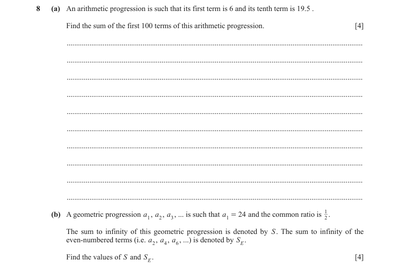 8 (a) An arithmetic progression is such that its first term is 6 and its tenth term is 19.5 .
Find the sum of the first 100 terms of this arithmetic progression. [4]
(b) A geometric progression a₁, a₂, a₃, ... is such that a₁ = 24 and the common ratio is ½.
The sum to infinity of this geometric progression is denoted by S. The sum to infinity of the
even-numbered terms (i.e. a₂, a₄, a₆, ...) is denoted by S_E.
Find the values of S and S_E. [4]